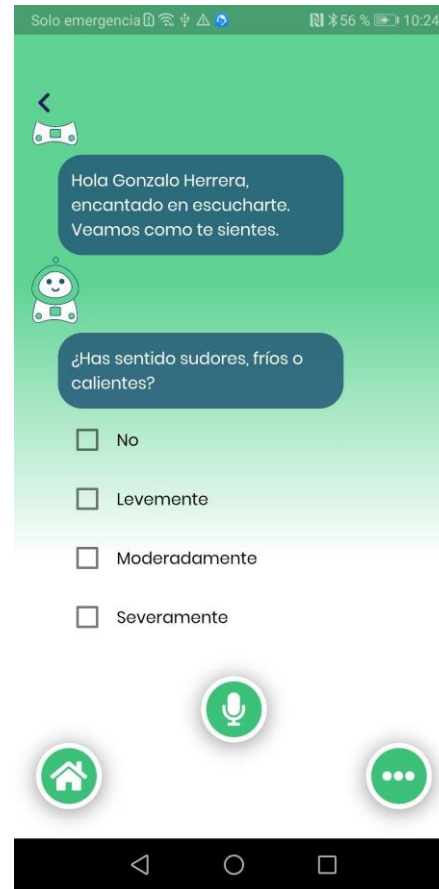 Solo emergencia 56 % 10:24
Hola Gonzalo Herrera,
encantado en escucharte.
Veamos como te sientes.
¿Has sentido sudores, fríos o
calientes?
No
Levemente
Moderadamente
Severamente